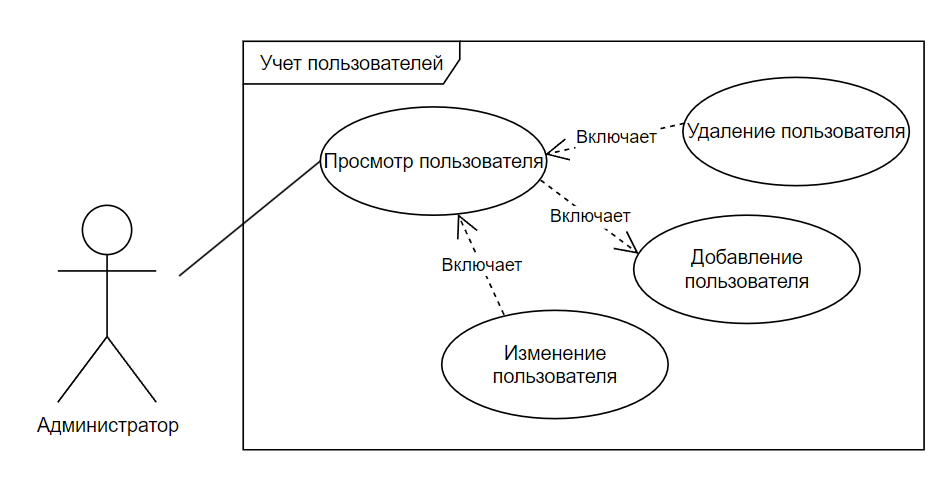 Учет пользователей
Просмотр пользователя
Включает
Удаление пользователя
Включает
Добавление
пользователя
Включает
Изменение
пользователя
Администратор